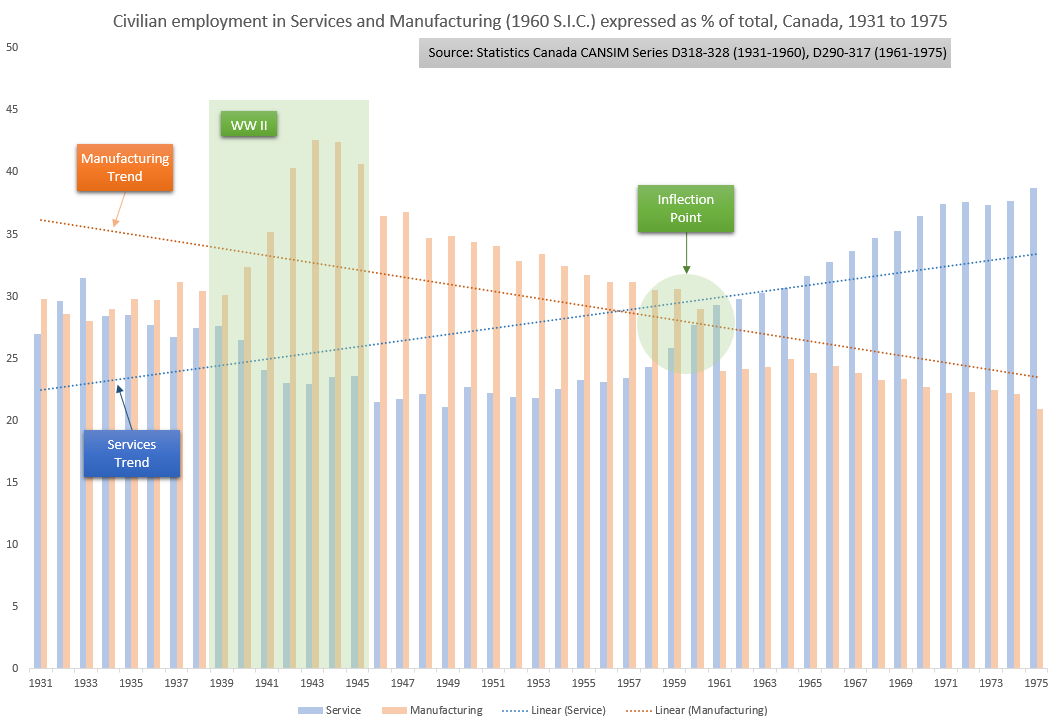 Civilian employment in Services and Manufacturing (1960 S.I.C.) expressed as % of total, Canada, 1931 to 1975
Source: Statistics Canada CANSIM Series D318-328 (1931-1960), D290-317 (1961-1975)
50
45
40
35
30
25
20
15
10
5
0
WW II
Manufacturing
Trend
Inflection
Point
Services
Trend
1931 1933 1935 1937 1939 1941 1943 1945 1947 1949 1951 1953 1955 1957 1959 1961 1963 1965 1967 1969 1971 1973 1975
Service Manufacturing Linear (Service) Linear (Manufacturing)